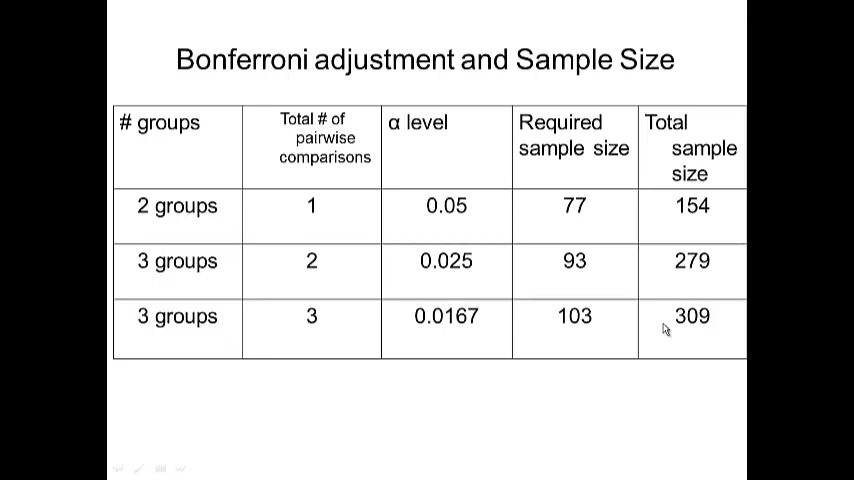 Bonferroni adjustment and Sample Size
# groups
Total # of
pairwise
comparisons
α level
Required
sample size
Total
sample
size
2 groups 1 0.05 77 154
3 groups 2 0.025 93 279
3 groups 3 0.0167 103 309